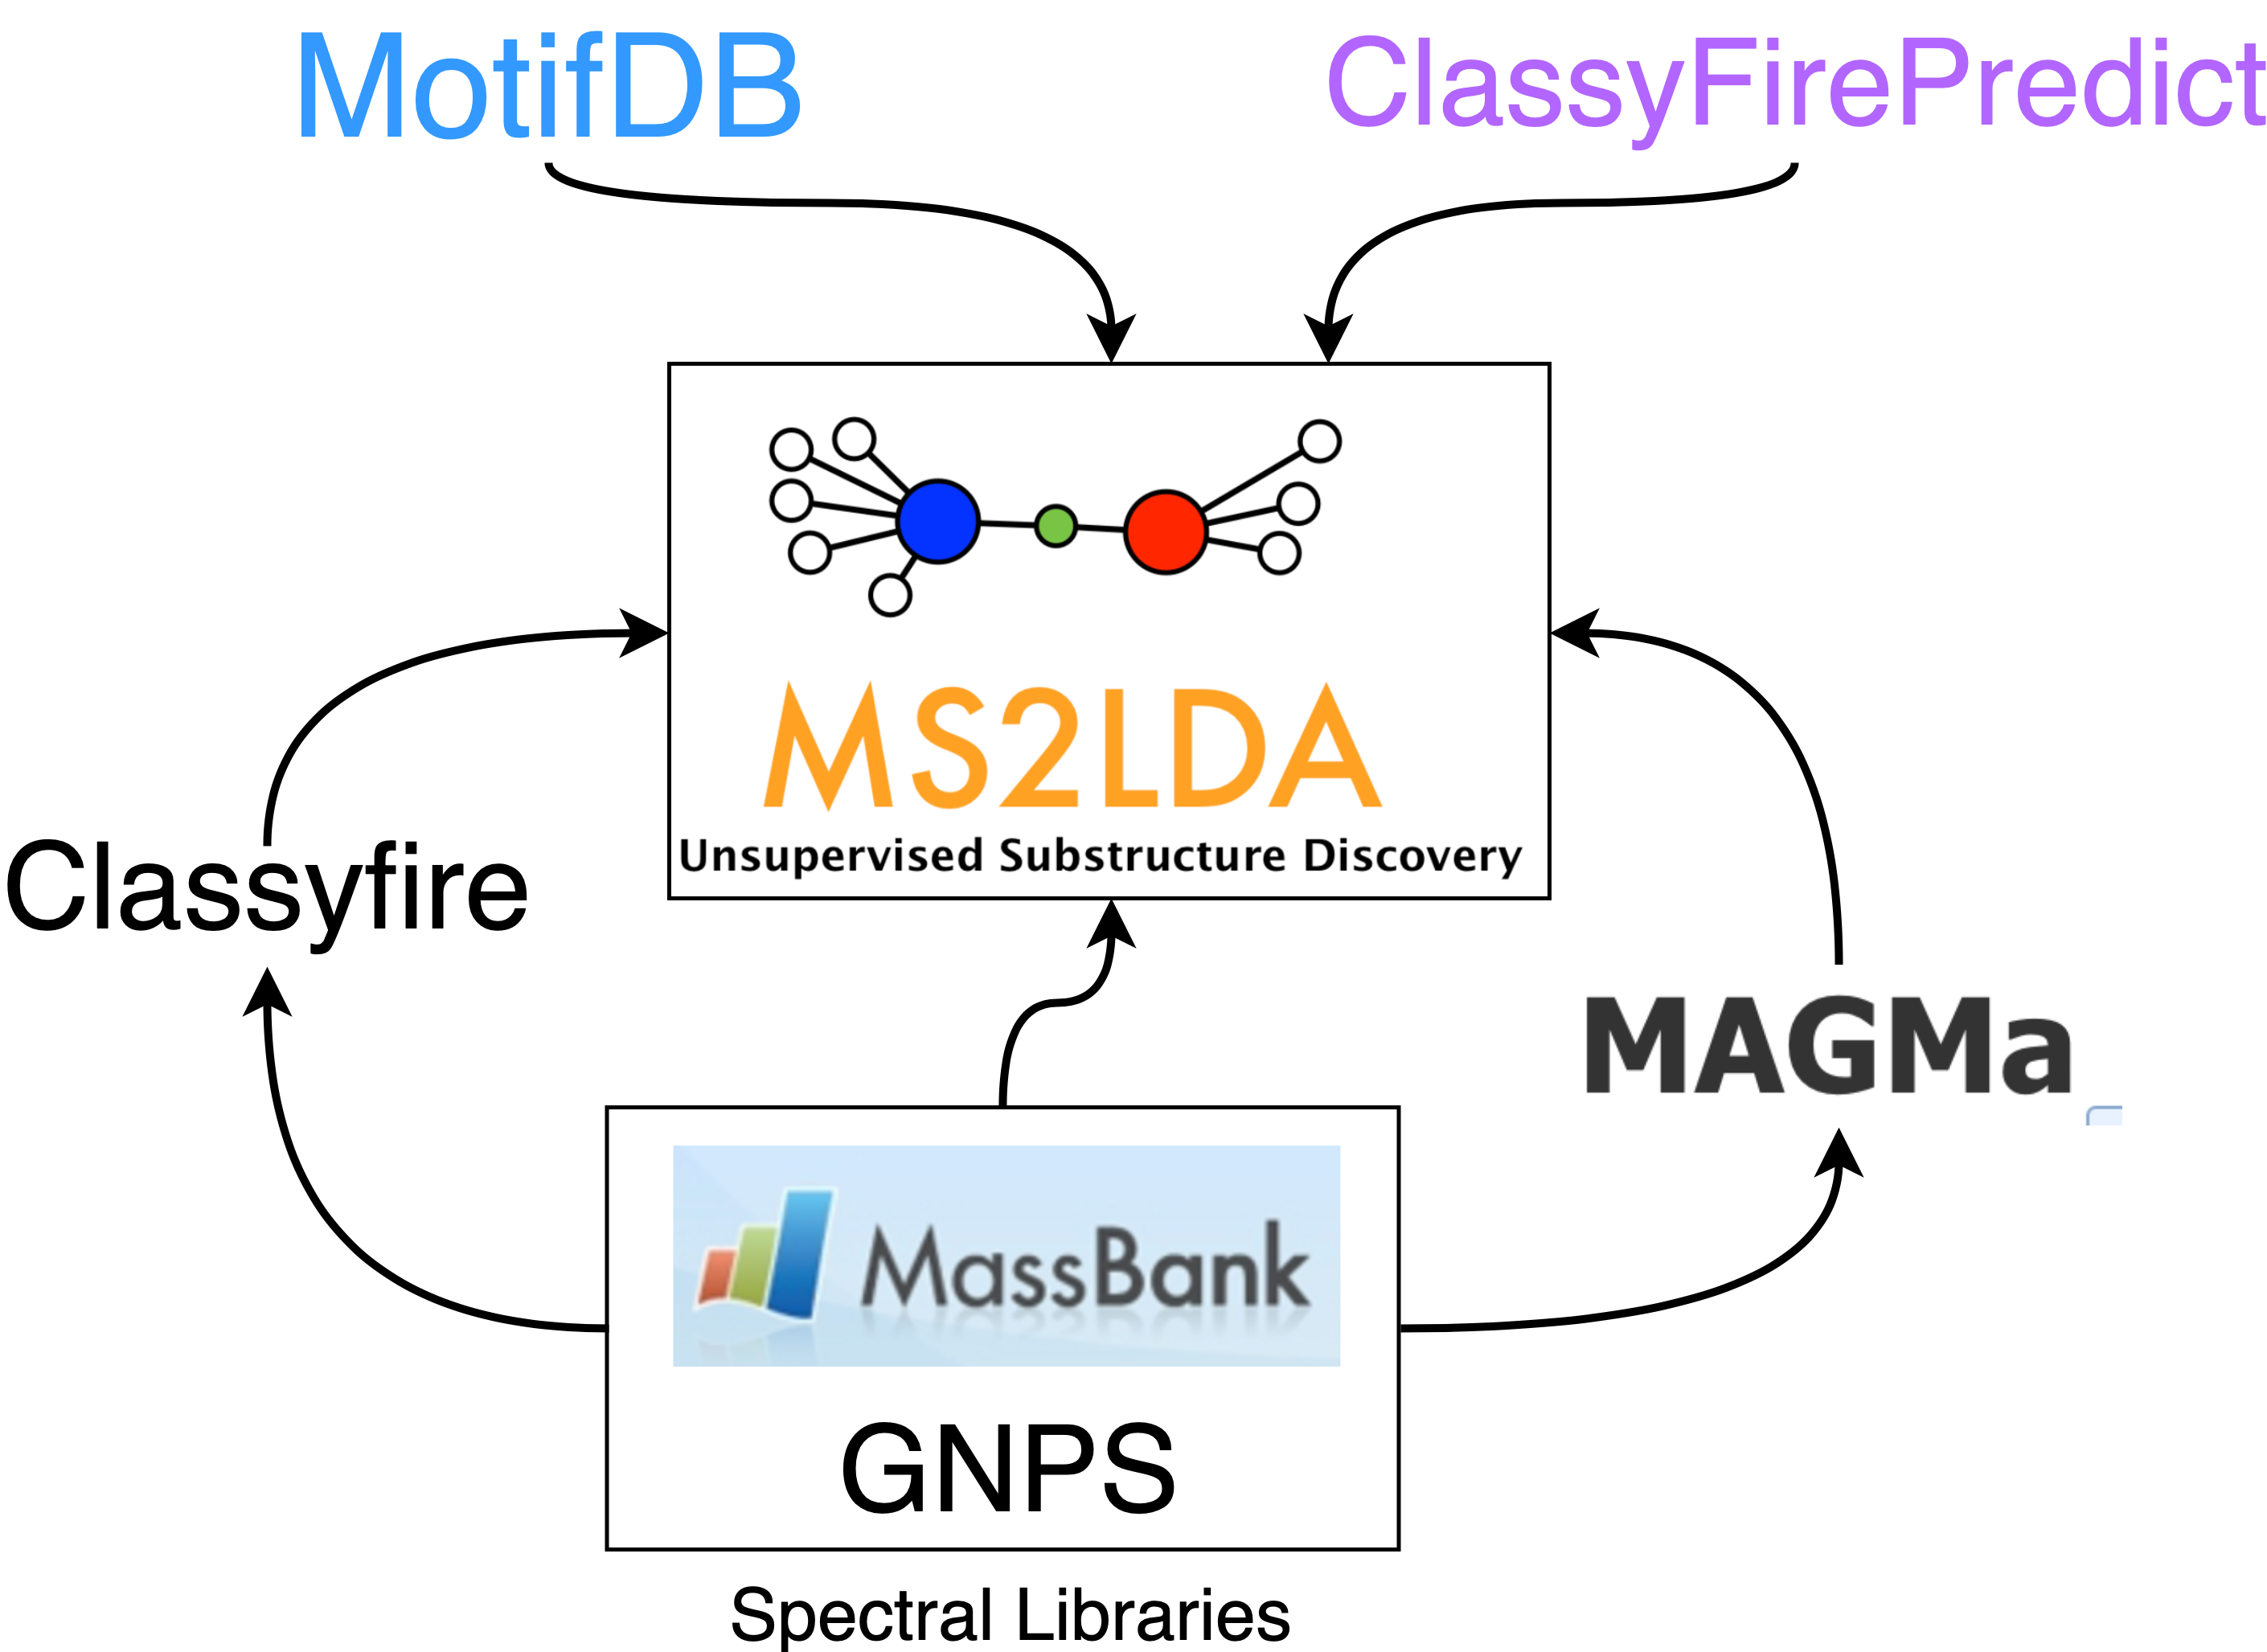 MotifDB
ClassyFirePredict
MS2LDA
Unsupervised Substructure Discovery
Classyfire
MAGMa
MassBank
GNPS
Spectral Libraries